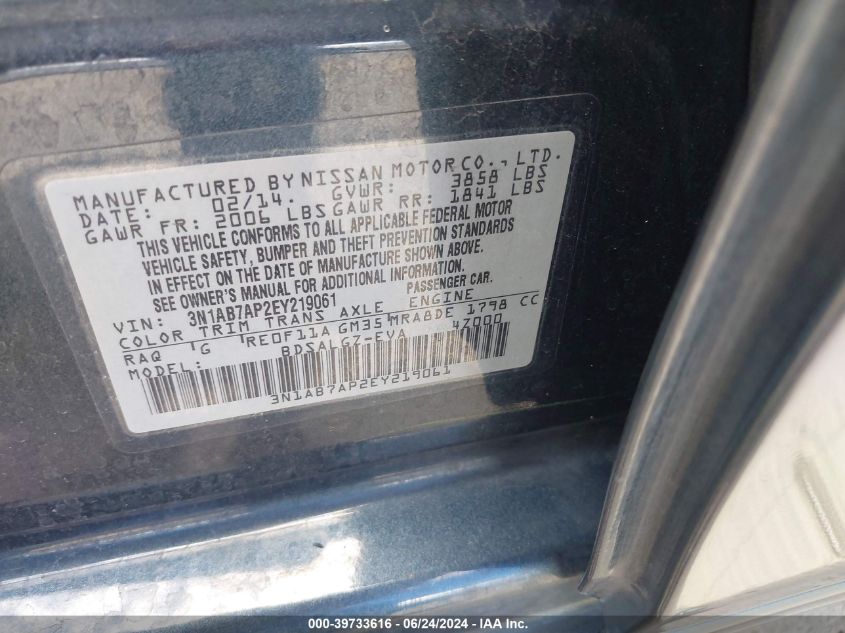 MANUFACTURED BY NISSAN MOTOR CO., LTD.
DATE: 02/14. GVWR: 3858 LBS
GAWR FR: 2006 LBS GAWR RR: 1841 LBS
THIS VEHICLE CONFORMS TO ALL APPLICABLE FEDERAL MOTOR
VEHICLE SAFETY, BUMPER AND THEFT PREVENTION STANDARDS
IN EFFECT ON THE DATE OF MANUFACTURE SHOWN ABOVE.
SEE OWNER'S MANUAL FOR ADDITIONAL INFORMATION.
VIN: 3N1AB7AP2EY219061 PASSENGER CAR.
COLOR TRIM TRANS AXLE ENGINE
RAQ G RE0F11A GM35 MRA8DE 1798 CC
MODEL: BDSALGZ-EVA 4Z000
3N1AB7AP2EY219061
000-39733616 - 06/24/2024 - IAA Inc.